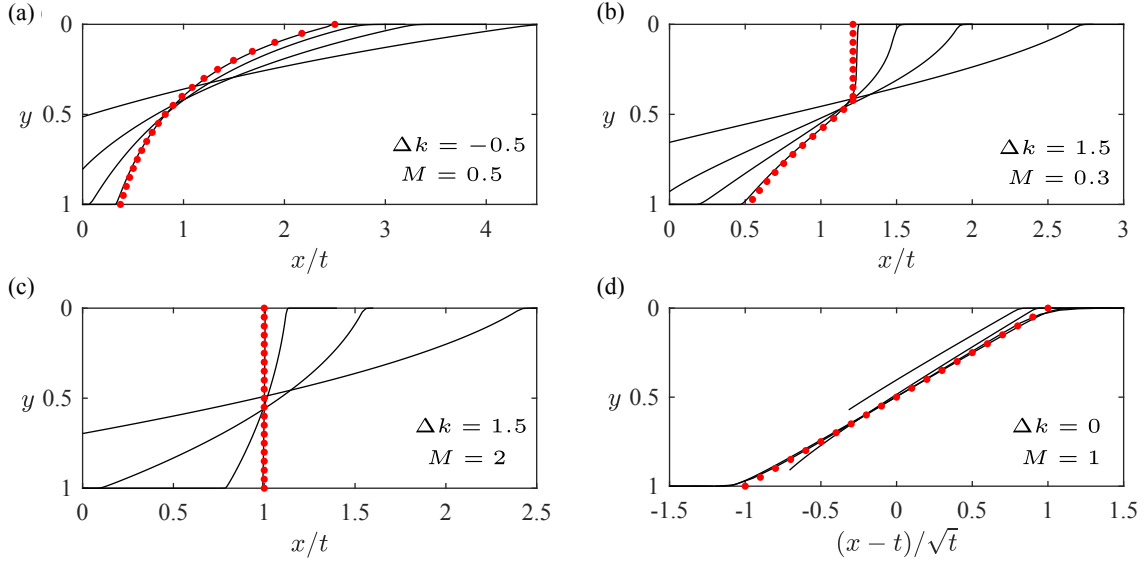 (a)
0
y 0.5
1
Δk = −0.5
M = 0.5
0 1 2 3 4
x/t
(b)
0
y 0.5
1
Δk = 1.5
M = 0.3
0 0.5 1 1.5 2 2.5 3
x/t
(c)
0
y 0.5
1
Δk = 1.5
M = 2
0 0.5 1 1.5 2 2.5
x/t
(d)
0
y 0.5
1
Δk = 0
M = 1
-1.5 -1 -0.5 0 0.5 1 1.5
(x − t)/√t